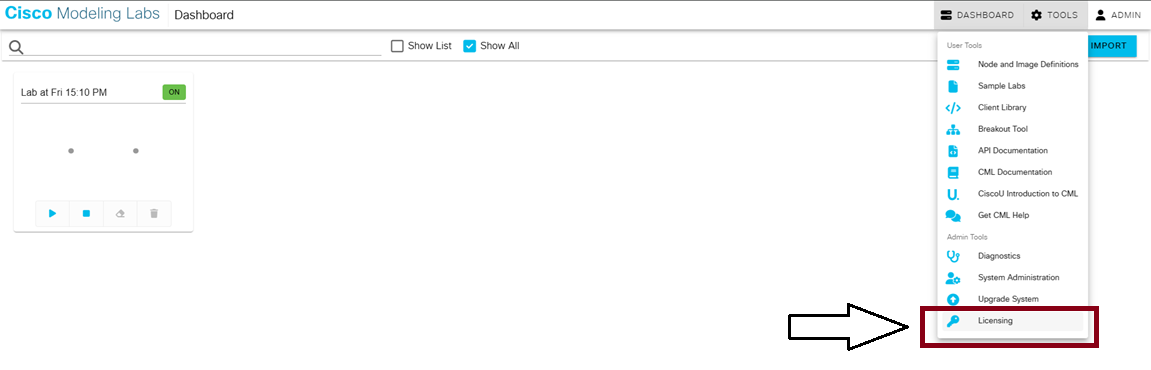 Cisco Modeling Labs Dashboard DASHBOARD TOOLS ADMIN
Show List Show All IMPORT
Lab at Fri 15:10 PM ON
User Tools
Node and Image Definitions
Sample Labs
Client Library
Breakout Tool
API Documentation
CML Documentation
U. CiscoU Introduction to CML
Get CML Help
Admin Tools
Diagnostics
System Administration
Upgrade System
Licensing